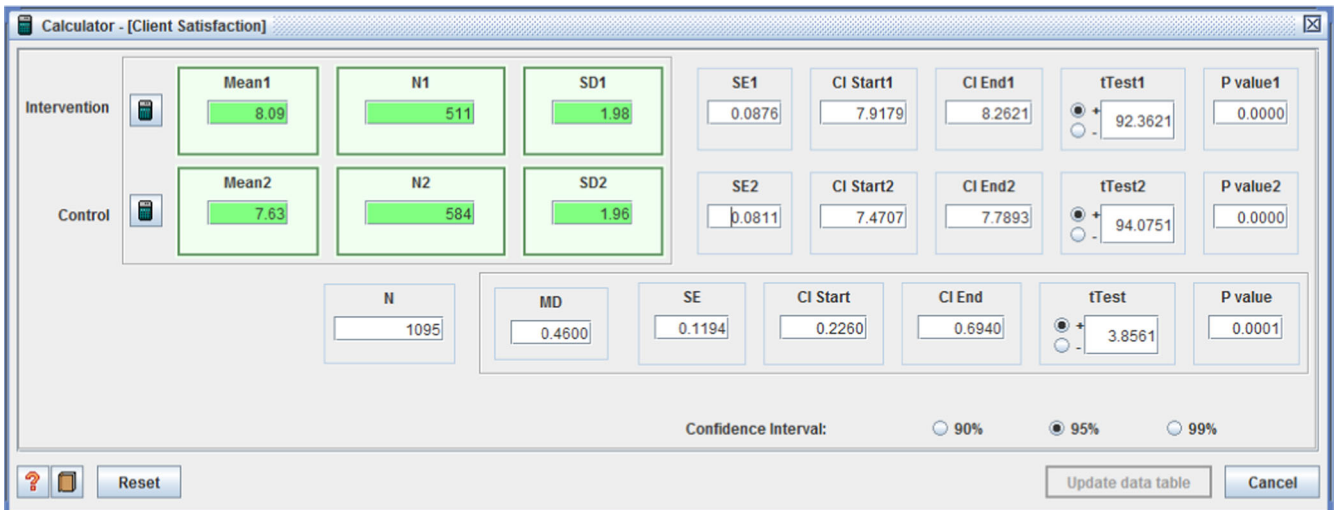 Calculator - [Client Satisfaction]
Mean1 N1 SD1 SE1 CI Start1 CI End1 tTest1 P value1
Intervention 8.09 511 1.98 0.0876 7.9179 8.2621 + - 92.3621 0.0000
Mean2 N2 SD2 SE2 CI Start2 CI End2 tTest2 P value2
Control 7.63 584 1.96 0.0811 7.4707 7.7893 + - 94.0751 0.0000
N MD SE CI Start CI End tTest P value
1095 0.4600 0.1194 0.2260 0.6940 + - 3.8561 0.0001
Confidence Interval: 90% 95% 99%
? Reset Update data table Cancel